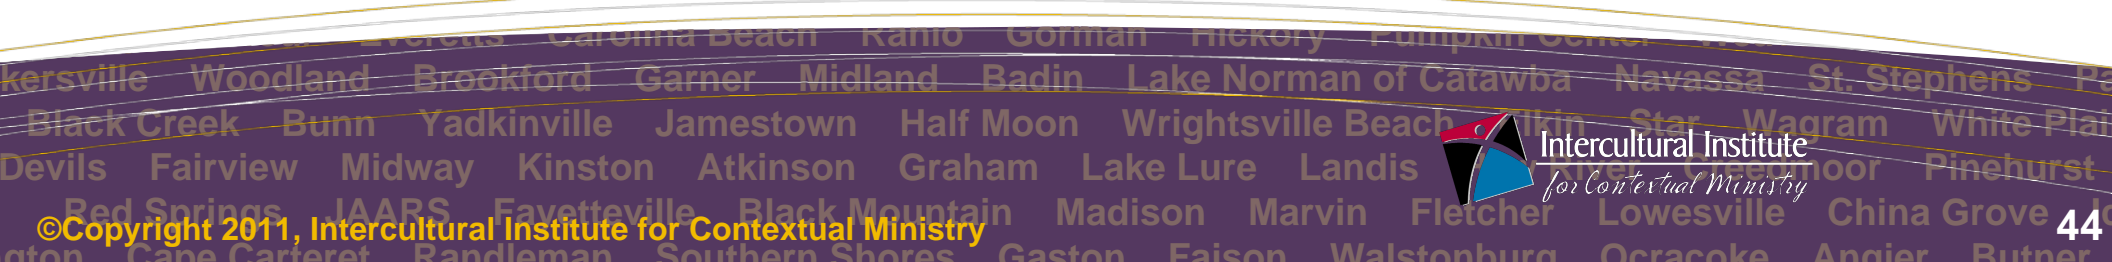 Everetts Carolina Beach Ranlo Gorman Hickory Pumpkin Center
kersville Woodland Brookford Garner Midland Badin Lake Norman of Catawba Navassa St. Stephens Pa
Black Creek Bunn Yadkinville Jamestown Half Moon Wrightsville Beach Star Wagram White Plai
Intercultural Institute
Devils Fairview Midway Kinston Atkinson Graham Lake Lure Landis River Pinehurst
for Contextual Ministry
Red Springs JAARS Fayetteville Black Mountain Madison Marvin Fletcher Lowesville China Grove
©Copyright 2011, Intercultural Institute for Contextual Ministry
44
gton Cape Carteret Randleman Southern Shores Gaston Faison Walstonburg Ocracoke Angier Butner